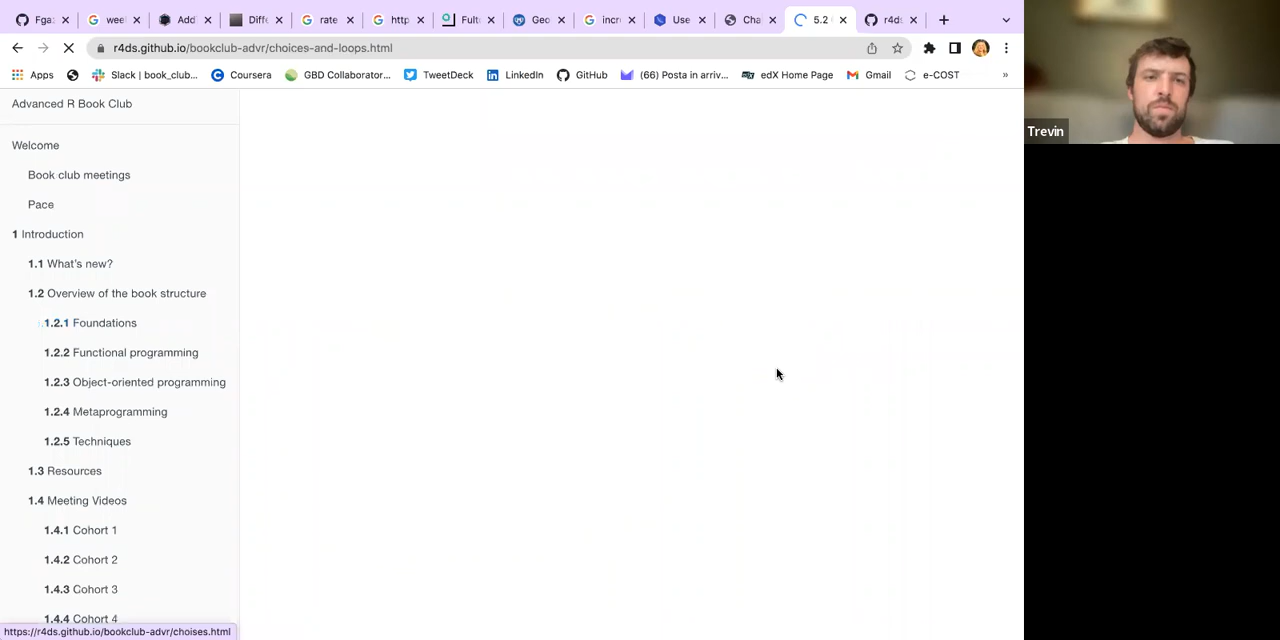 Fga: wee Add Diffe rate http Fulte Geo incre Use Cha 5.2 r4ds
r4ds.github.io/bookclub-advr/choices-and-loops.html
Apps Slack | book_club... Coursera GBD Collaborator... TweetDeck LinkedIn GitHub (66) Posta in arriv... edX Home Page Gmail e-COST »
Advanced R Book Club
Welcome
Book club meetings
Pace
1 Introduction
1.1 What's new?
1.2 Overview of the book structure
1.2.1 Foundations
1.2.2 Functional programming
1.2.3 Object-oriented programming
1.2.4 Metaprogramming
1.2.5 Techniques
1.3 Resources
1.4 Meeting Videos
1.4.1 Cohort 1
1.4.2 Cohort 2
1.4.3 Cohort 3
1.4.4 Cohort 4
https://r4ds.github.io/bookclub-advr/choises.html
Trevin